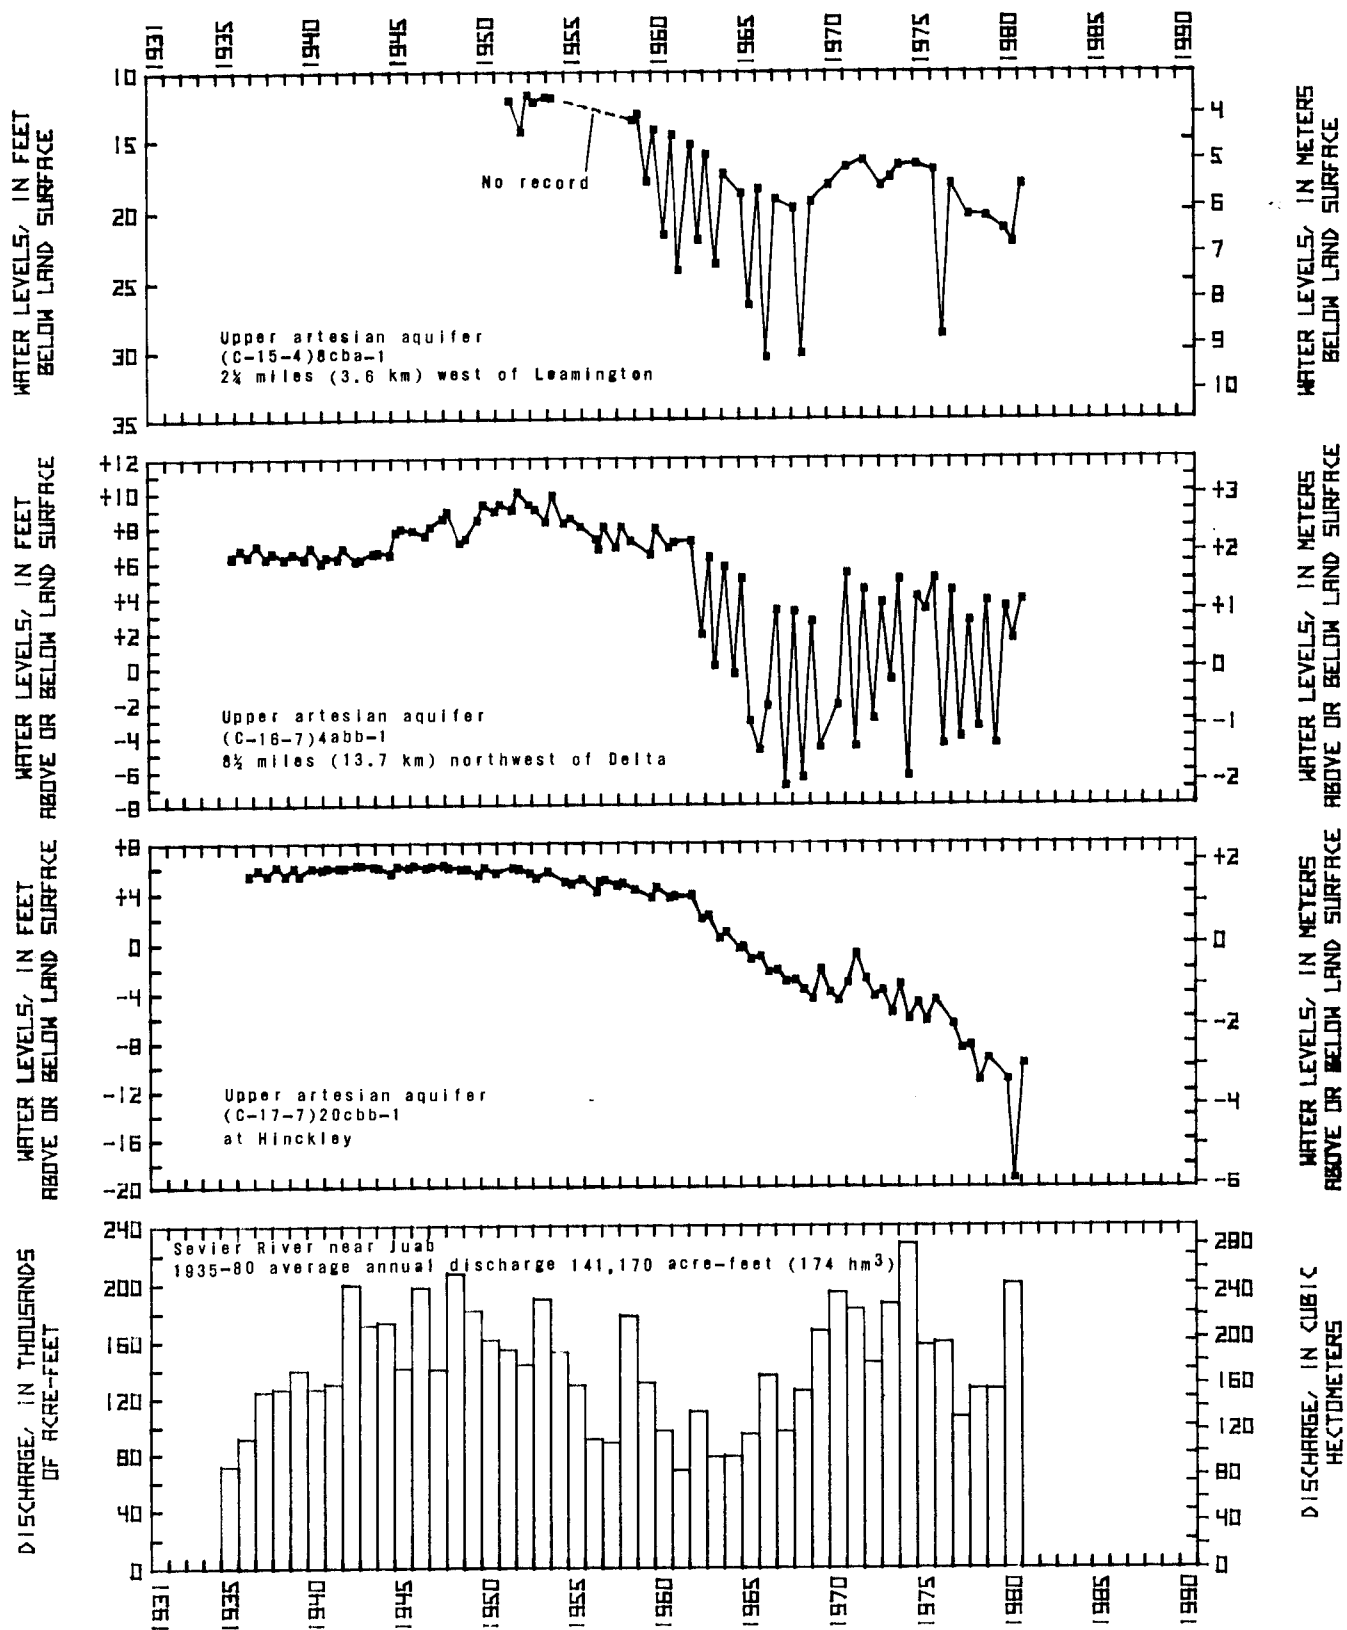 1931 1935 1940 1945 1950 1955 1960 1965 1970 1975 1980 1985 1990
WATER LEVELS, IN FEET
BELOW LAND SURFACE
10
15
20
25
30
35
No record
Upper artesian aquifer
(C-15-4)8cba-1
2¼ miles (3.6 km) west of Leamington
4
5
6
7
8
9
10
WATER LEVELS, IN METERS
BELOW LAND SURFACE
WATER LEVELS, IN FEET
ABOVE OR BELOW LAND SURFACE
+12
+10
+8
+6
+4
+2
0
-2
-4
-6
-8
Upper artesian aquifer
(C-16-7)4abb-1
8½ miles (13.7 km) northwest of Delta
+3
+2
+1
0
-1
-2
WATER LEVELS, IN METERS
ABOVE OR BELOW LAND SURFACE
WATER LEVELS, IN FEET
ABOVE OR BELOW LAND SURFACE
+8
+4
0
-4
-8
-12
-16
-20
Upper artesian aquifer
(C-17-7)20cbb-1
at Hinckley
+2
0
-2
-4
-6
WATER LEVELS, IN METERS
ABOVE OR BELOW LAND SURFACE
DISCHARGE, IN THOUSANDS
OF ACRE-FEET
240
200
160
120
80
40
0
Sevier River near Juab
1935-80 average annual discharge 141,170 acre-feet (174 hm³)
280
240
200
160
120
80
40
0
DISCHARGE, IN CUBIC
HECTOMETERS
1931 1935 1940 1945 1950 1955 1960 1965 1970 1975 1980 1985 1990